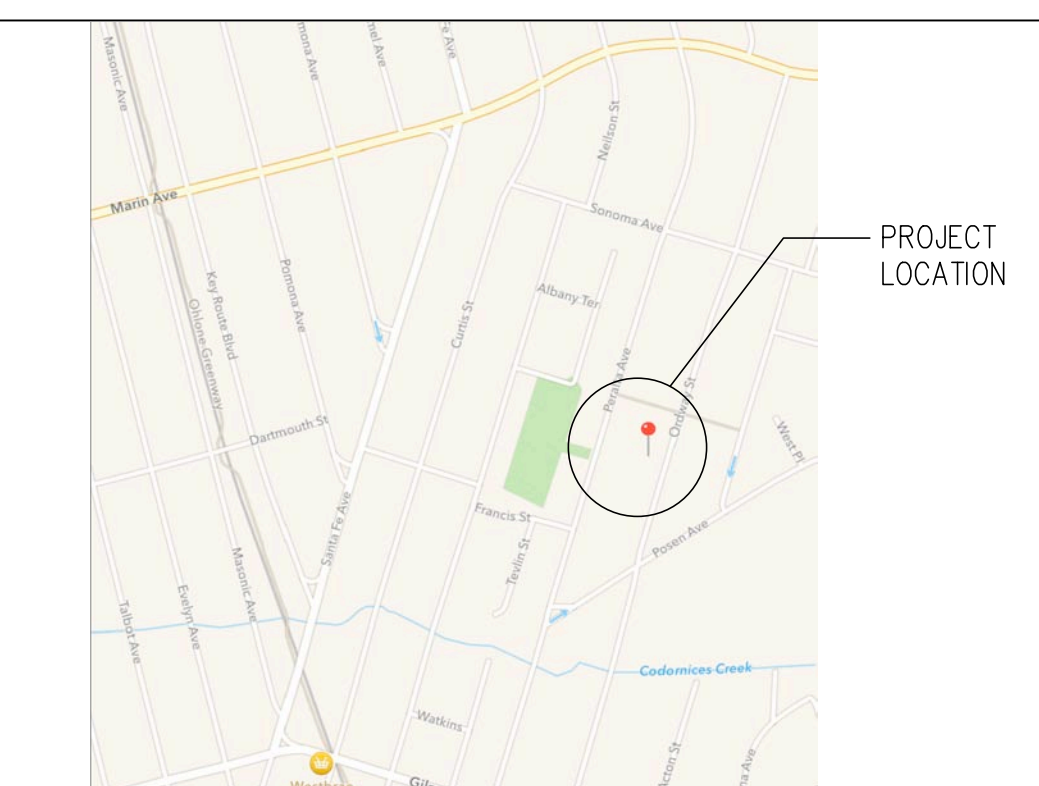 Masonic Ave
Marin Ave
Neilson St
Sonoma Ave
PROJECT
LOCATION
Key Route Blvd
Pomona Ave
Ohlone Greenway
Curtis St
Albany Ter
Peralta Ave
Ordway St
West Pl
Dartmouth St
Santa Fe Ave
Francis St
Tevlin St
Posen Ave
Masonic Ave
Evelyn Ave
Talbot Ave
Codornices Creek
Watkins
Acton St